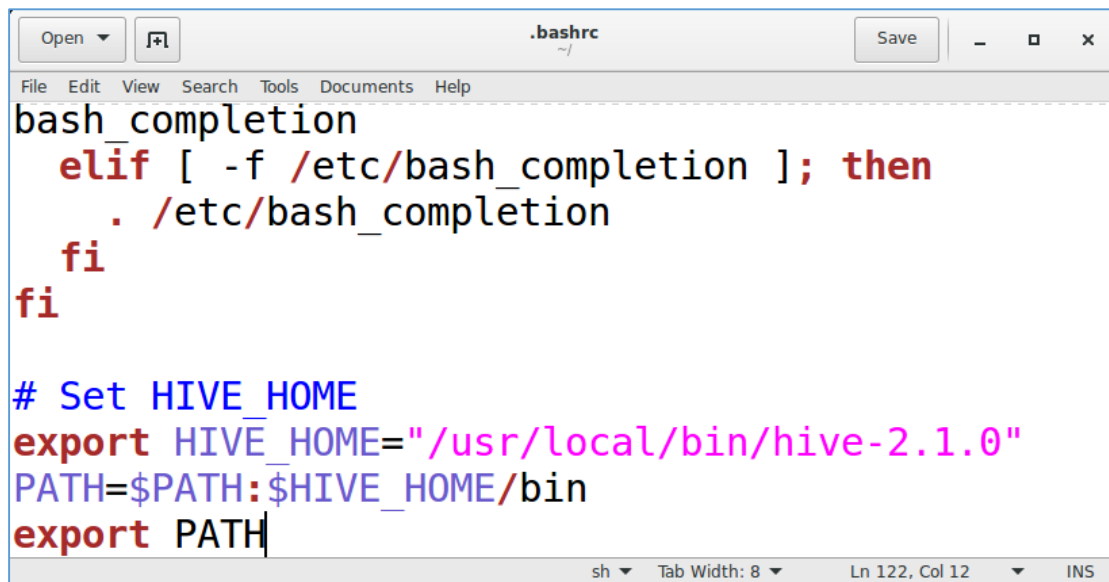 Open
.bashrc
~/
Save
File Edit View Search Tools Documents Help
bash_completion
  elif [ -f /etc/bash_completion ]; then
    . /etc/bash_completion
  fi
fi

# Set HIVE_HOME
export HIVE_HOME="/usr/local/bin/hive-2.1.0"
PATH=$PATH:$HIVE_HOME/bin
export PATH
sh Tab Width: 8 Ln 122, Col 12 INS